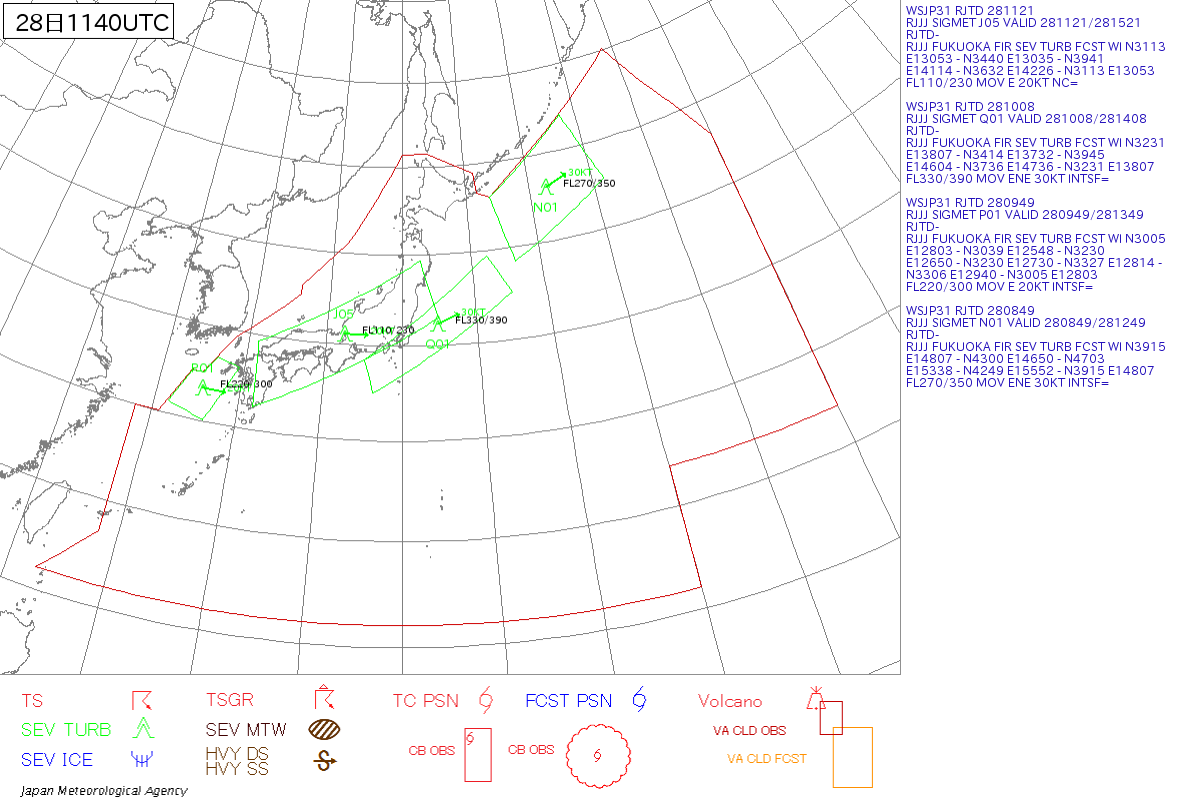 28日1140UTC
WSJP31 RJTD 281121
RJJJ SIGMET J05 VALID 281121/281521
RJTD-
RJJJ FUKUOKA FIR SEV TURB FCST WI N3113
E13053 - N3440 E13035 - N3941
E14114 - N3632 E14226 - N3113 E13053
FL110/230 MOV E 20KT NC=
WSJP31 RJTD 281008
RJJJ SIGMET Q01 VALID 281008/281408
RJTD-
RJJJ FUKUOKA FIR SEV TURB FCST WI N3231
E13807 - N3414 E13732 - N3945
E14604 - N3736 E14736 - N3231 E13807
FL330/390 MOV ENE 30KT INTSF=
WSJP31 RJTD 280949
RJJJ SIGMET P01 VALID 280949/281349
RJTD-
RJJJ FUKUOKA FIR SEV TURB FCST WI N3005
E12803 - N3039 E12548 - N3230
E12650 - N3230 E12730 - N3327 E12814 -
N3306 E12940 - N3005 E12803
FL220/300 MOV E 20KT INTSF=
WSJP31 RJTD 280849
RJJJ SIGMET N01 VALID 280849/281249
RJTD-
RJJJ FUKUOKA FIR SEV TURB FCST WI N3915
E14807 - N4300 E14650 - N4703
E15338 - N4249 E15552 - N3915 E14807
FL270/350 MOV ENE 30KT INTSF=
30KT
FL270/350
N01
J05
30KT
FL330/390
FL110/230
Q01
P01
FL220/300
TS
TSGR
TC PSN
FCST PSN
Volcano
SEV TURB
SEV MTW
CB OBS
CB OBS
VA CLD OBS
SEV ICE
HVY DS
HVY SS
VA CLD FCST
Japan Meteorological Agency